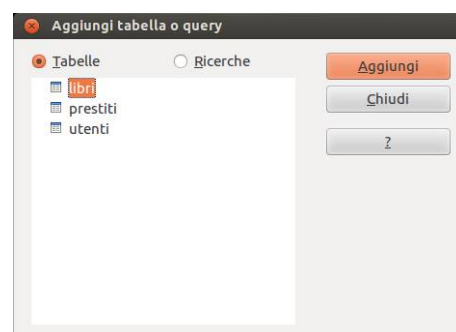 Aggiungi tabella o query
Tabelle Ricerche
Aggiungi
libri
prestiti
utenti
Chiudi
?